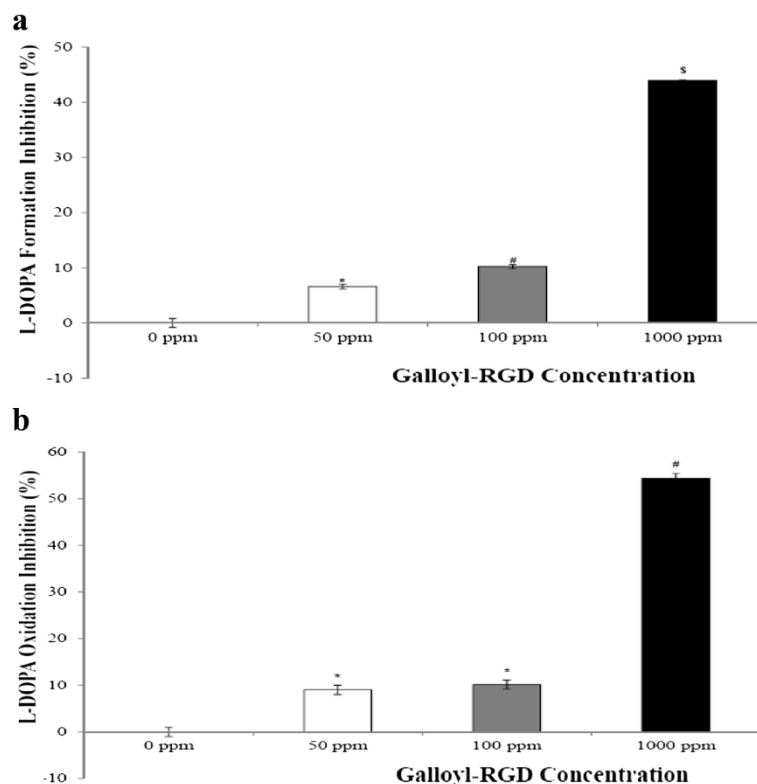 a
L-DOPA Formation Inhibition (%)
50
40
30
20
10
0
-10
*
#
$
0 ppm 50 ppm 100 ppm 1000 ppm
Galloyl-RGD Concentration
b
L-DOPA Oxidation Inhibition (%)
60
50
40
30
20
10
0
-10
*
*
#
0 ppm 50 ppm 100 ppm 1000 ppm
Galloyl-RGD Concentration